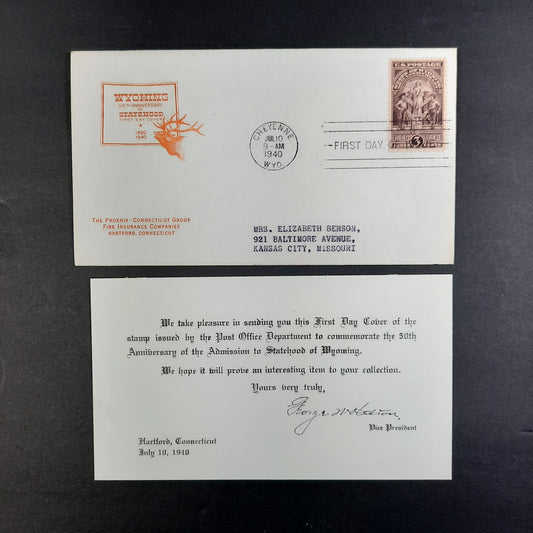 WYOMING
50TH ANNIVERSARY
OF
STATEHOOD
FIRST DAY COVER
1890
1940
CHEYENNE
JUL 10
9-AM
1940
WYO.
U.S. POSTAGE
FIRST DAY
3
THE PHOENIX-CONNECTICUT GROUP
FIRE INSURANCE COMPANIES
HARTFORD, CONNECTICUT
MRS. ELIZABETH BENSON,
921 BALTIMORE AVENUE,
KANSAS CITY, MISSOURI
We take pleasure in sending you this First Day Cover of the
stamp issued by the Post Office Department to commemorate the 50th
Anniversary of the Admission to Statehood of Wyoming.
We hope it will prove an interesting item to your collection.
Yours very truly,
George
Vice President
Hartford, Connecticut
July 10, 1940